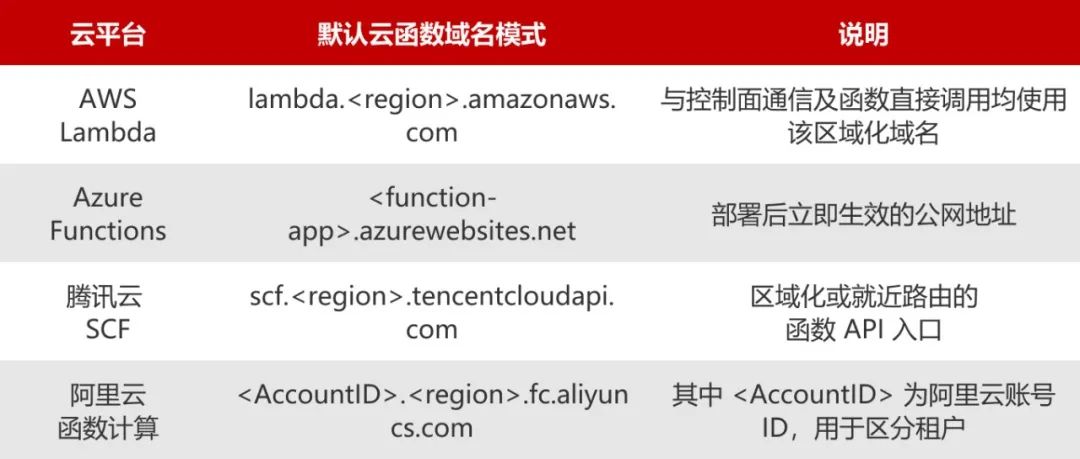 云平台
默认云函数域名模式
说明
AWS
Lambda
lambda.<region>.amazonaws.
com
与控制面通信及函数直接调用均使用
该区域化域名
Azure
Functions
<function-
app>.azurewebsites.net
部署后立即生效的公网地址
腾讯云
SCF
scf.<region>.tencentcloudapi.
com
区域化或就近路由的
函数 API 入口
阿里云
函数计算
<AccountID>.<region>.fc.aliyun
cs.com
其中 <AccountID> 为阿里云账号
ID，用于区分租户